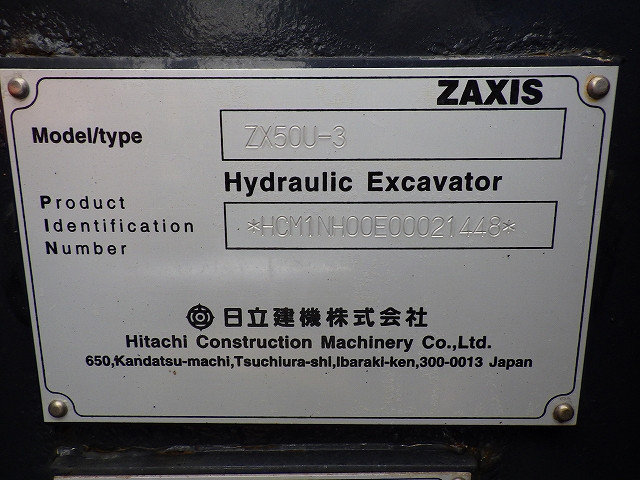 ZAXIS
Model/type ZX50U-3
Hydraulic Excavator
Product
Identification
Number
*HCM1NH00E00021448*
日立建機株式会社
Hitachi Construction Machinery Co.,Ltd.
650,Kandatsu-machi,Tsuchiura-shi,Ibaraki-ken,300-0013 Japan